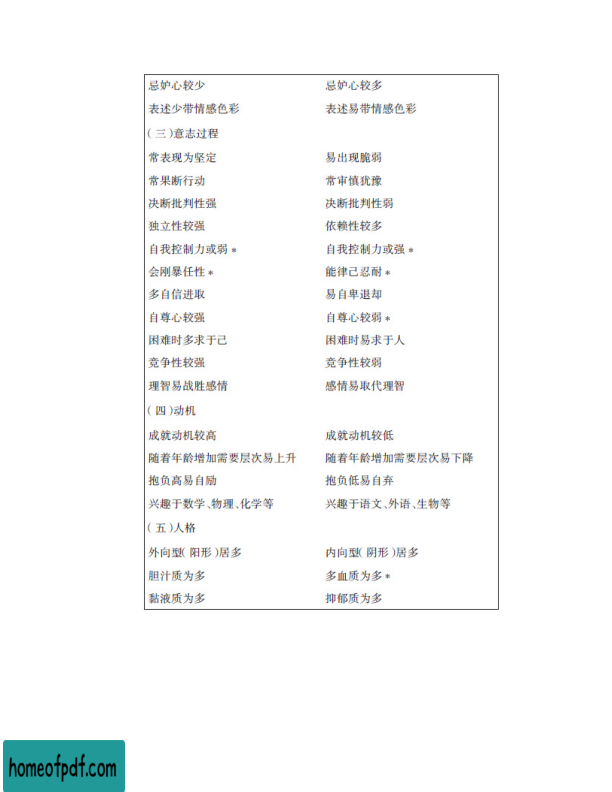 忌妒心较少 忌妒心较多
表述少带情感色彩 表述易带情感色彩
( 三 )意志过程
常表现为坚定 易出现脆弱
常果断行动 常审慎犹豫
决断批判性强 决断批判性弱
独立性较强 依赖性较多
自我控制力或弱* 自我控制力或强*
会刚暴任性* 能律己忍耐*
多自信进取 易自卑退却
自尊心较强 自尊心较弱*
困难时多求于己 困难时易求于人
竞争性较强 竞争性较弱
理智易战胜感情 感情易取代理智
( 四 )动机
成就动机较高 成就动机较低
随着年龄增加需要层次易上升 随着年龄增加需要层次易下降
抱负高易自励 抱负低易自弃
兴趣于数学、物理、化学等 兴趣于语文、外语、生物等
( 五 )人格
外向型( 阳形 )居多 内向型( 阴形 )居多
胆汁质为多 多血质为多*
黏液质为多 抑郁质为多
homeofpdf.com